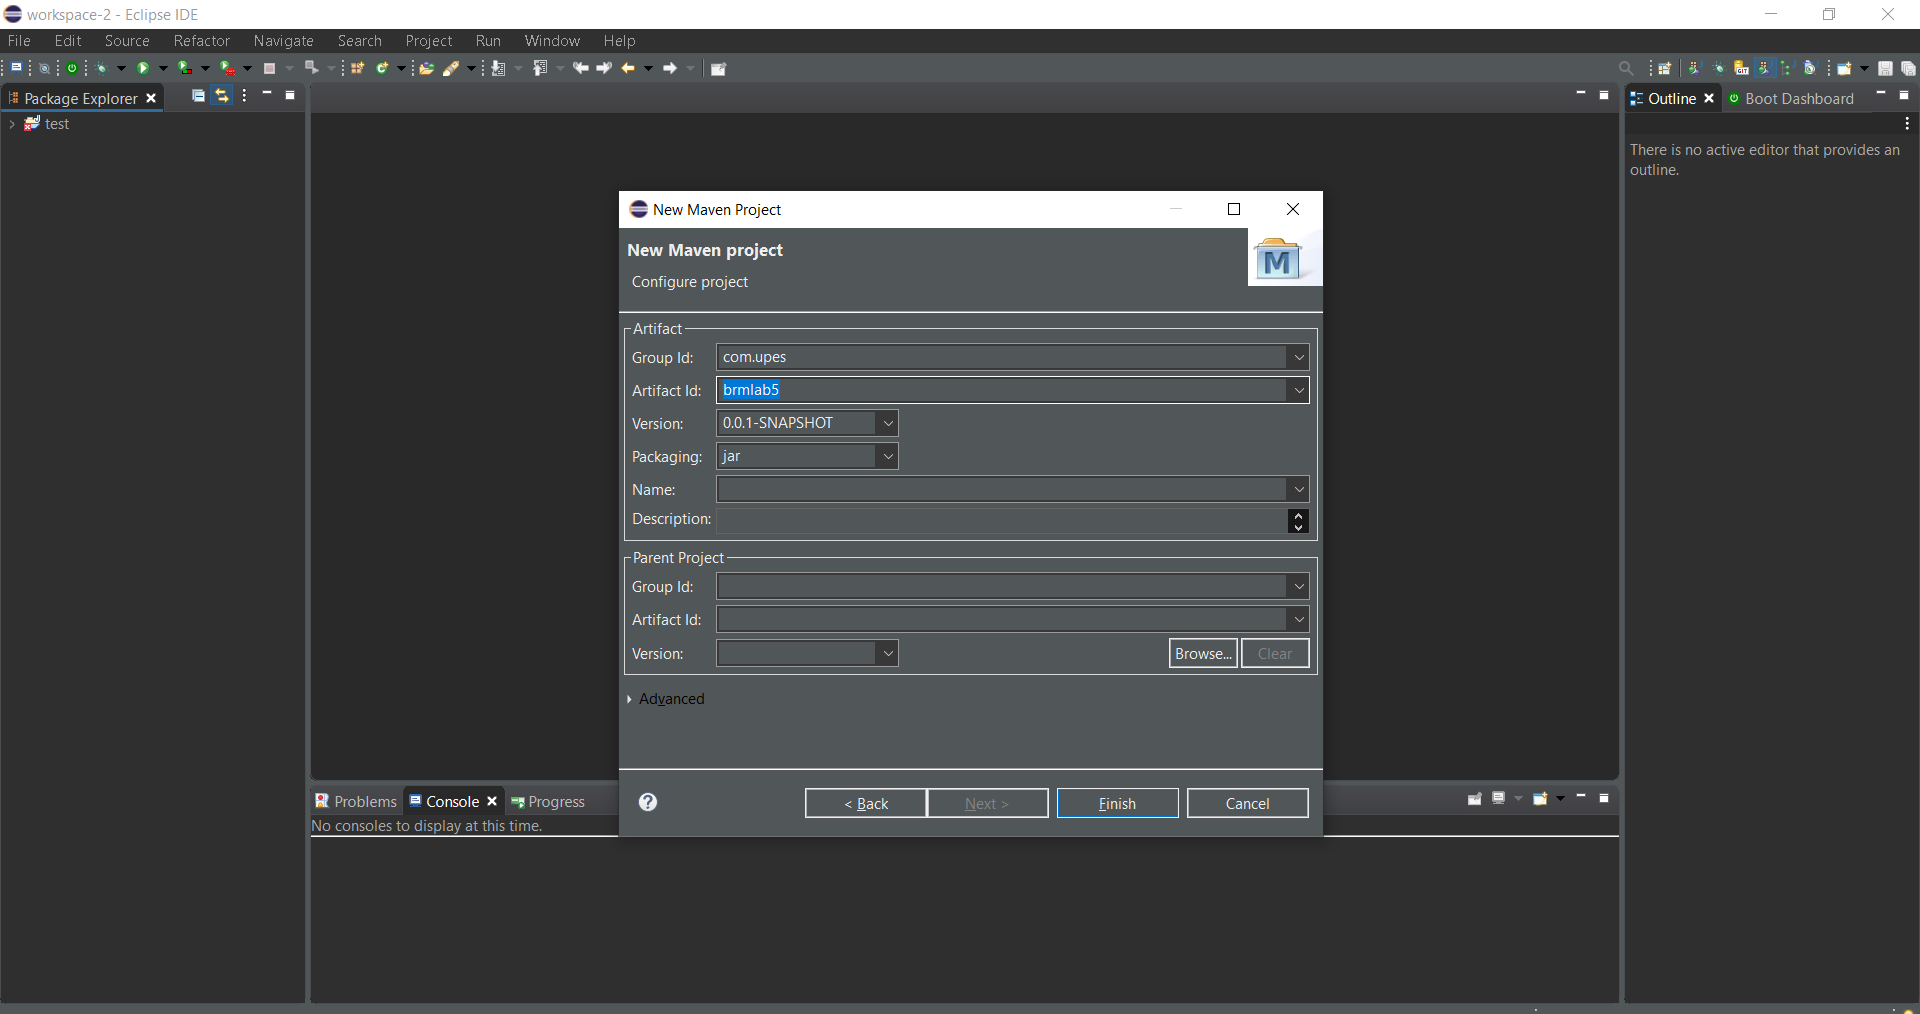 workspace-2 - Eclipse IDE
File Edit Source Refactor Navigate Search Project Run Window Help
Package Explorer
test
Outline
Boot Dashboard
There is no active editor that provides an
outline.
New Maven Project
New Maven project
Configure project
M
Artifact
Group Id: com.upes
Artifact Id: brmlab5
Version: 0.0.1-SNAPSHOT
Packaging: jar
Name:
Description:
Parent Project
Group Id:
Artifact Id:
Version:
Browse... Clear
Advanced
? < Back Next > Finish Cancel
Problems Console Progress
No consoles to display at this time.